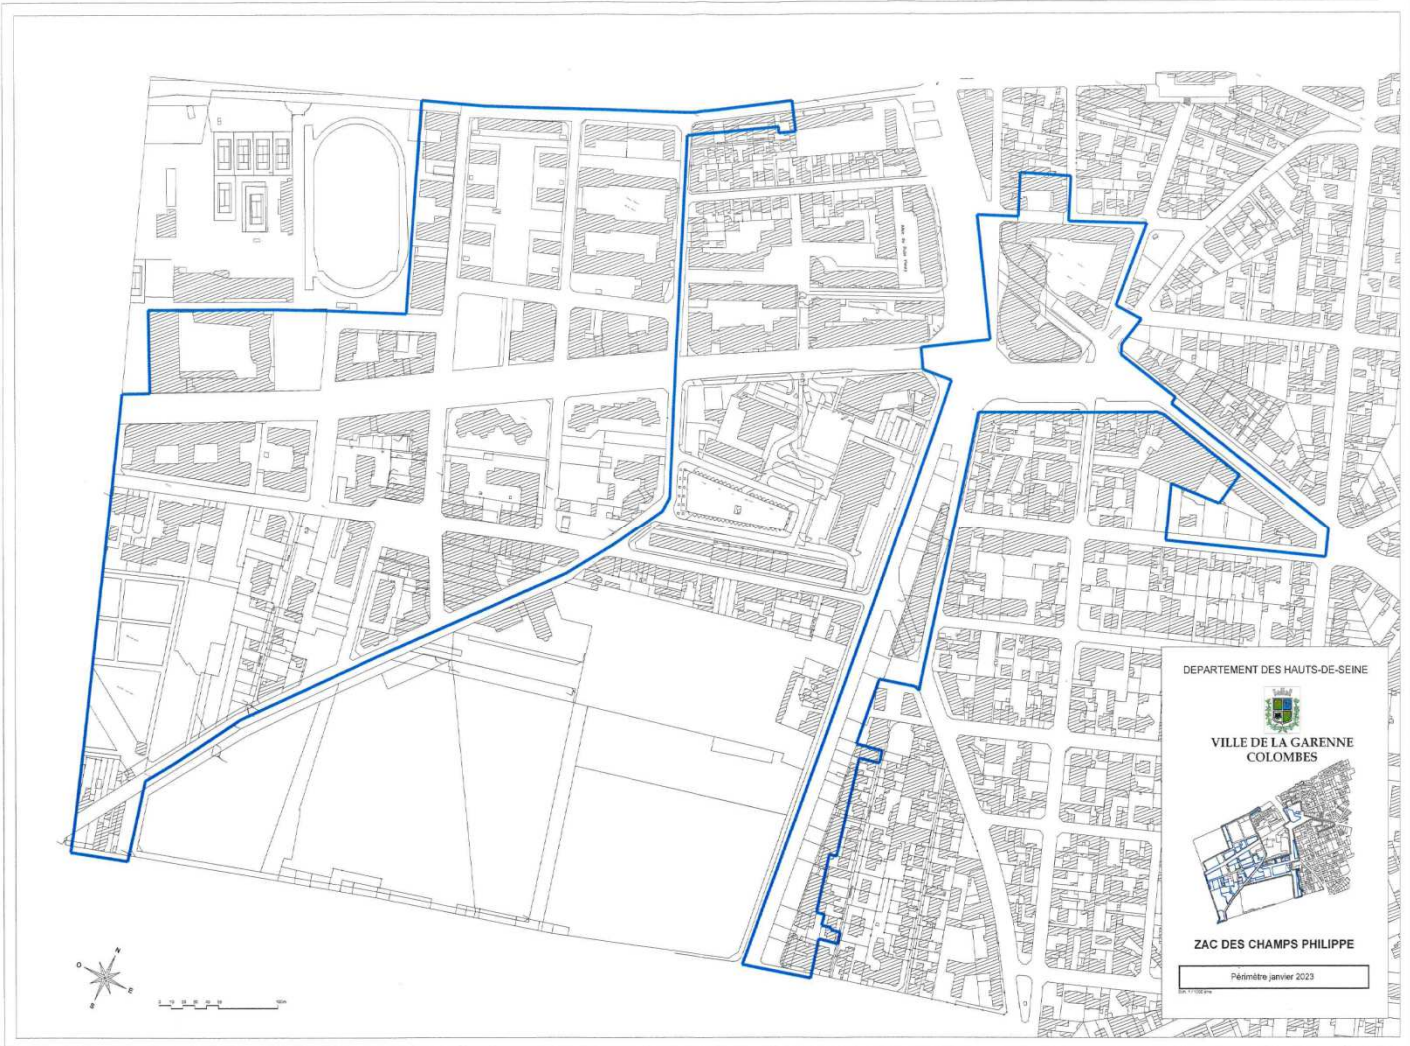 DEPARTEMENT DES HAUTS-DE-SEINE
VILLE DE LA GARENNE
COLOMBES
ZAC DES CHAMPS PHILIPPE
Périmètre janvier 2023
N
O
E
S